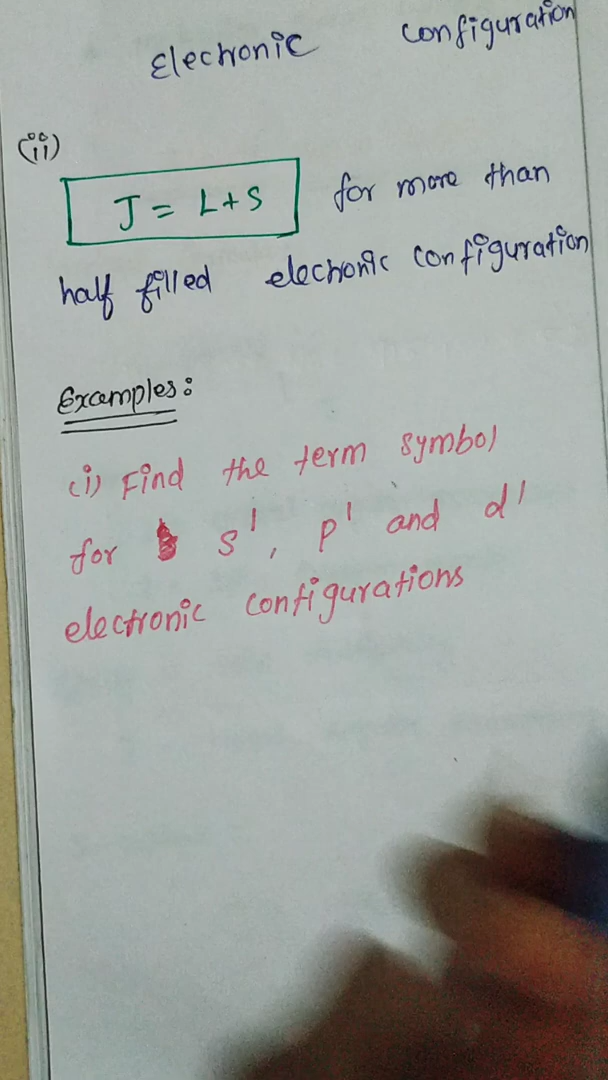 Electronic configuration
(ii)
J = L+S for more than
half filled electronic configuration
Examples:
(i) Find the term symbol
for s¹, p¹ and d¹
electronic configurations